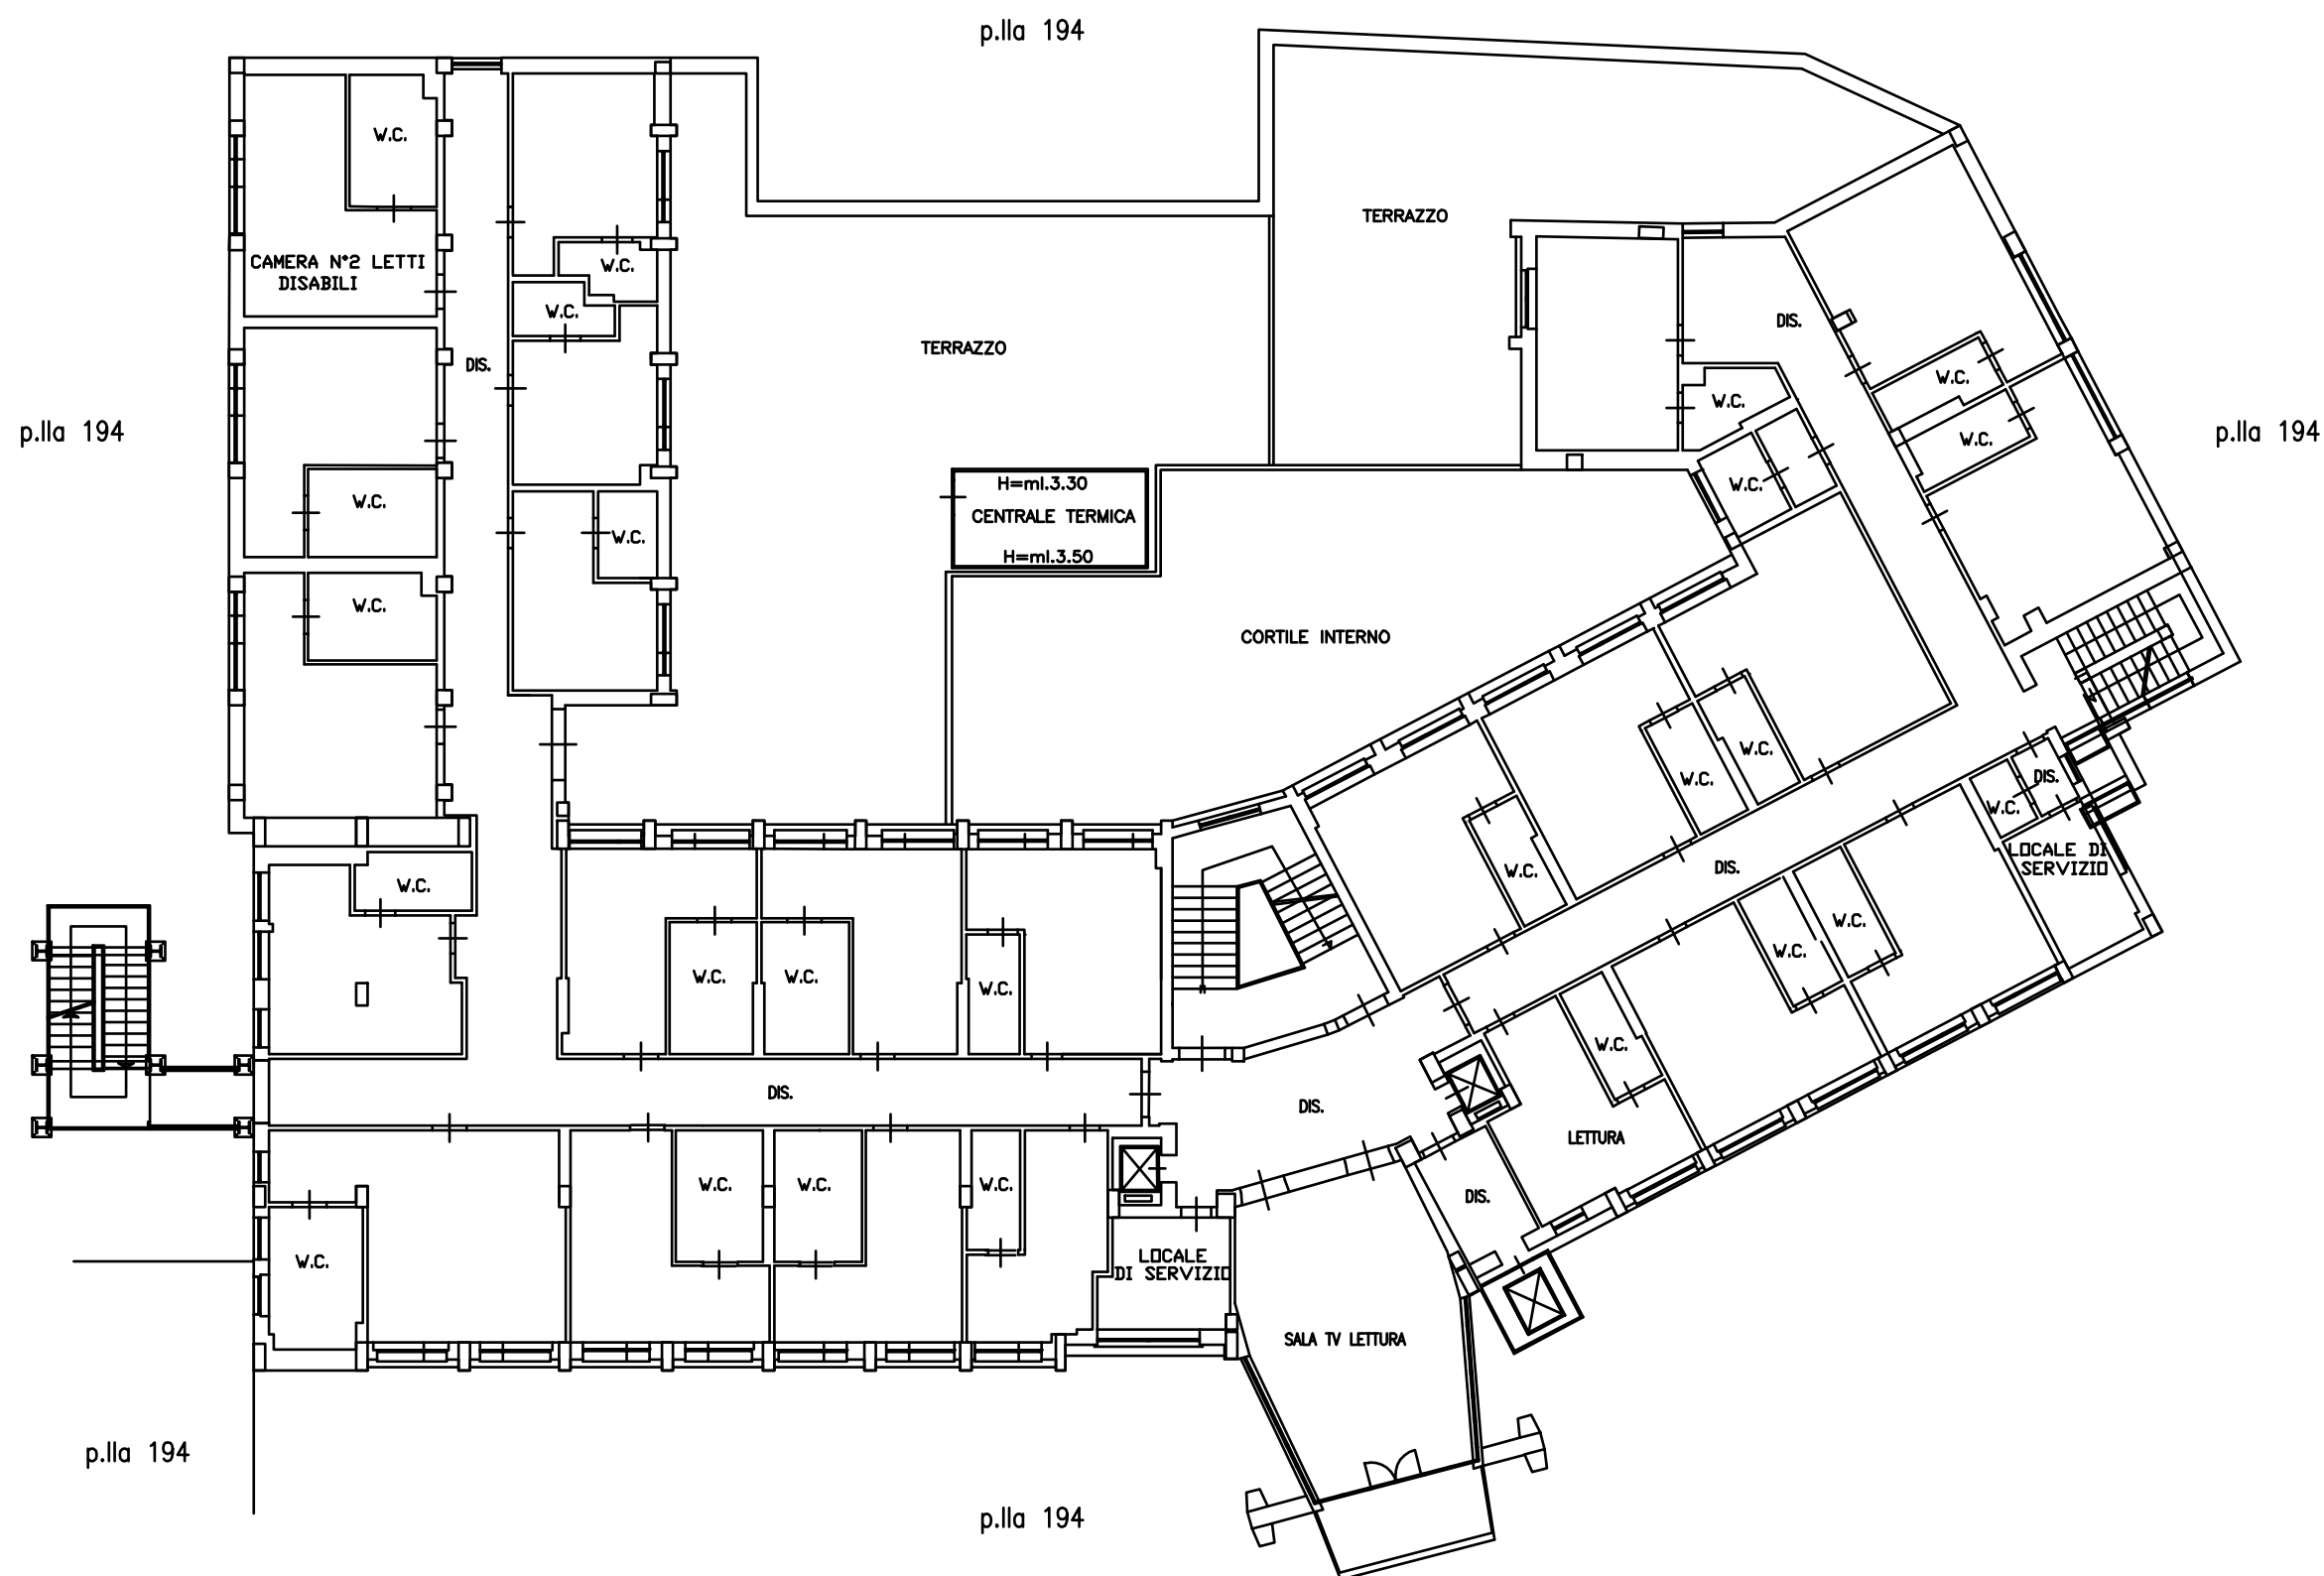 p.lla 194
W.C.
TERRAZZO
CAMERA N°2 LETTI
DISABILI
W.C.
W.C.
DIS.
TERRAZZO
DIS.
W.C.
W.C.
W.C.
p.lla 194
p.lla 194
W.C.
W.C.
H=ml.3.30
CENTRALE TERMICA
H=ml.3.50
W.C.
W.C.
CORTILE INTERNO
W.C.
W.C.
W.C.
DIS.
W.C.
LOCALE DI
SERVIZIO
W.C.
DIS.
W.C.
W.C.
W.C.
W.C.
W.C.
W.C.
W.C.
DIS.
DIS.
LETTURA
W.C.
W.C.
W.C.
DIS.
W.C.
LOCALE
DI SERVIZIO
SALA TV LETTURA
p.lla 194
p.lla 194